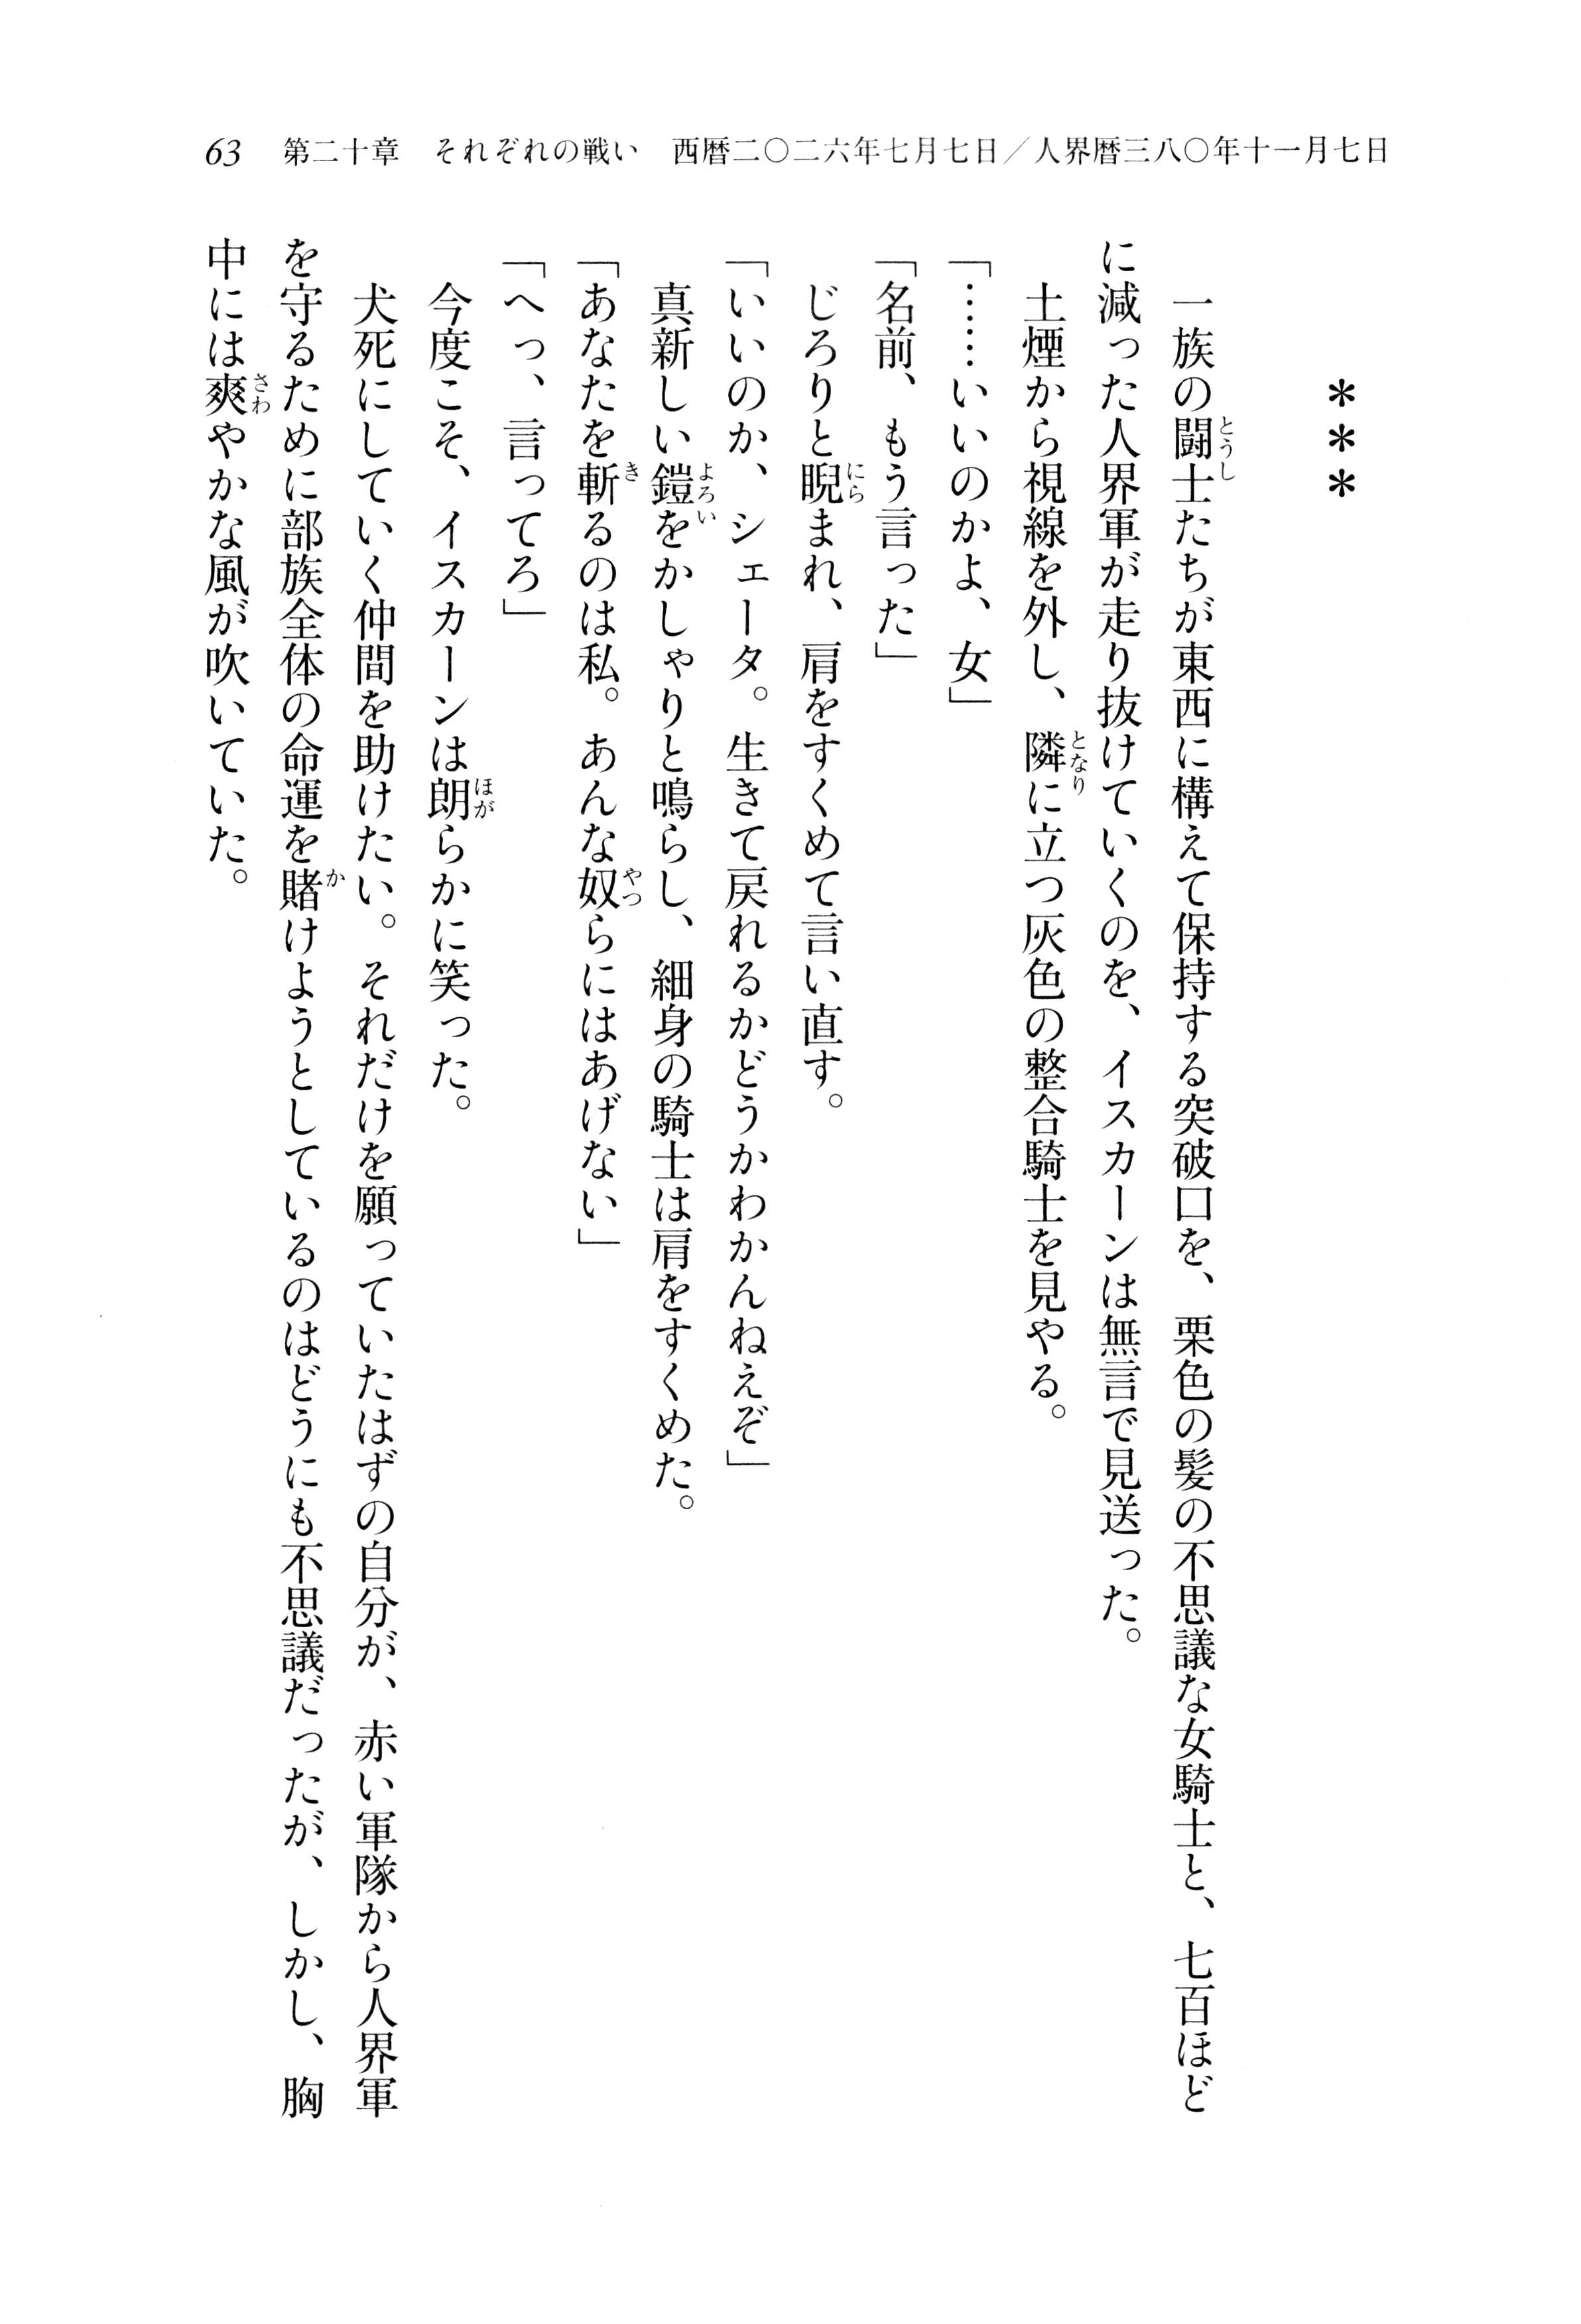 63 第二十章 それぞれの戦い 西暦二〇二六年七月七日／人界暦三八〇年十一月七日
＊＊＊
一族の闘士たちが東西に構えて保持する突破口を、栗色の髪の不思議な女騎士と、七百ほど
に減った人界軍が走り抜けていくのを、イスカーンは無言で見送った。
土煙から視線を外し、隣に立つ灰色の整合騎士を見やる。
「……いいのかよ、女」
「名前、もう言った」
じろりと睨まれ、肩をすくめて言い直す。
「いいのか、シェータ。生きて戻れるかどうかわかんねえぞ」
真新しい鎧をかしゃりと鳴らし、細身の騎士は肩をすくめた。
「あなたを斬るのは私。あんな奴らにはあげない」
「へっ、言ってろ」
今度こそ、イスカーンは朗らかに笑った。
犬死にしていく仲間を助けたい。それだけを願っていたはずの自分が、赤い軍隊から人界軍
を守るために部族全体の命運を賭けようとしているのはどうにも不思議だったが、しかし、胸
中には爽やかな風が吹いていた。